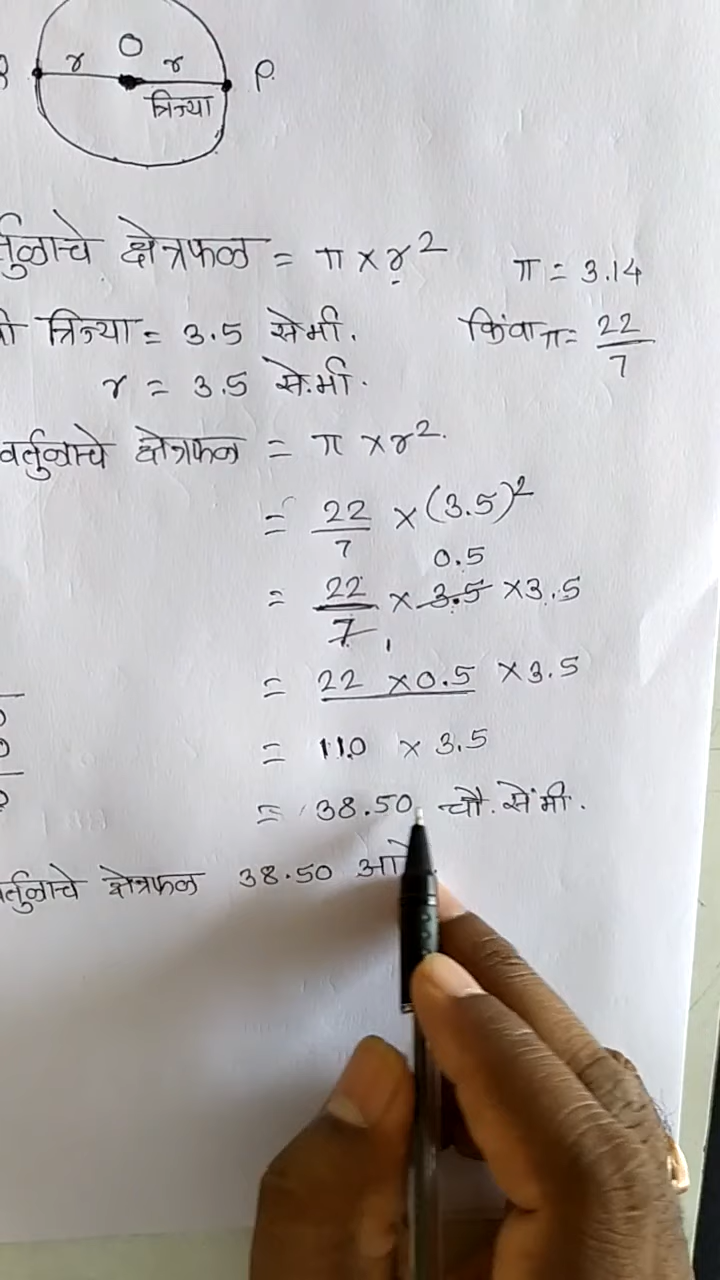 r O r P
त्रिज्या
र्तुळाचे क्षेत्रफळ = π × r² π = 3.14
त्रिज्या = 3.5 सेमी. किंवा π = 22/7
r = 3.5 से.मी.
वर्तुळाचे क्षेत्रफळ = π × r².
= 22/7 × (3.5)²
0.5
= 22/7 × 3.5 × 3.5
1
= 22 × 0.5 × 3.5
= 11.0 × 3.5
= 38.50 चौ. सेंमी.
र्तुळाचे क्षेत्रफळ 38.50